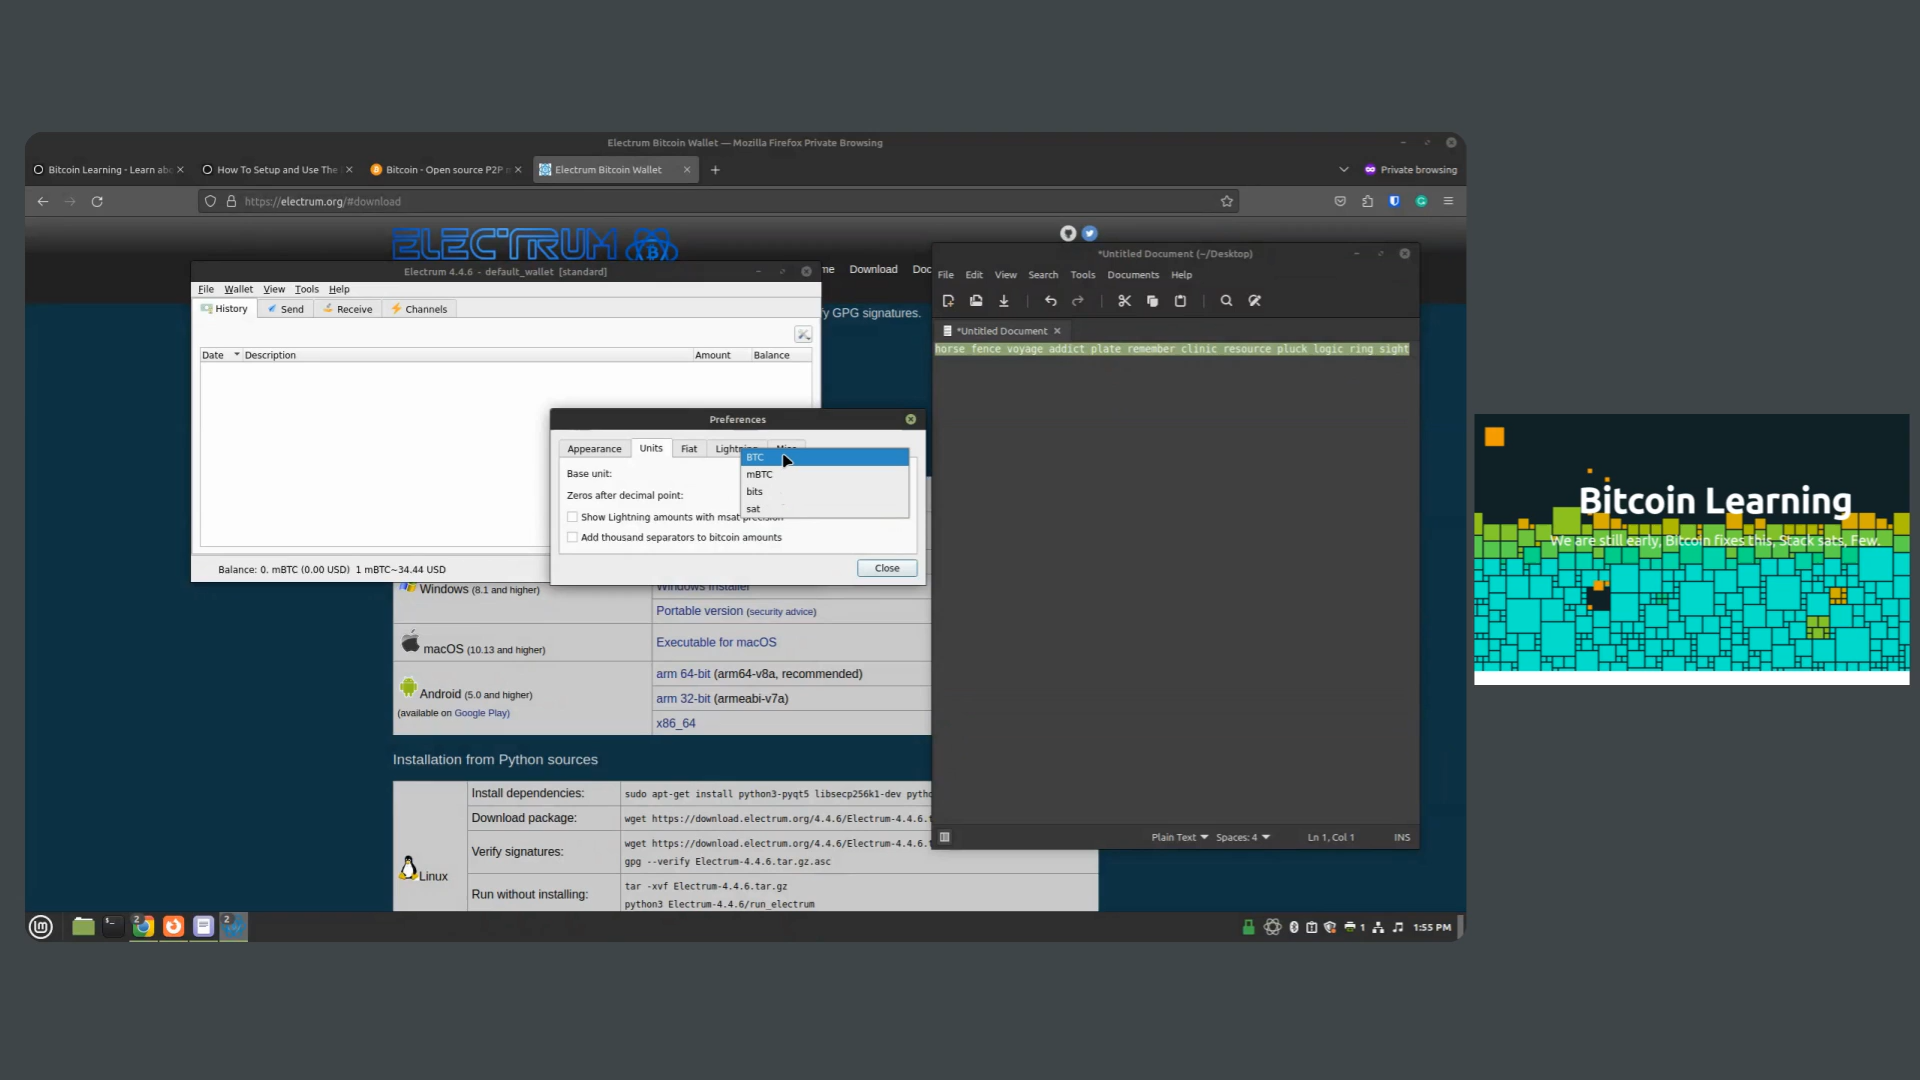 Electrum Bitcoin Wallet — Mozilla Firefox Private Browsing
Bitcoin Learning - Learn abo
How To Setup and Use The
Bitcoin - Open source P2P m
Electrum Bitcoin Wallet
Private browsing
https://electrum.org/#download
ELECTRUM
Download
Doc
fy GPG signatures.
Electrum 4.4.6 - default_wallet [standard]
File Wallet View Tools Help
History Send Receive Channels
Date Description Amount Balance
Balance: 0. mBTC (0.00 USD) 1 mBTC~34.44 USD
Preferences
Appearance Units Fiat Lightning Misc
Base unit:
BTC
mBTC
bits
sat
Zeros after decimal point:
Show Lightning amounts with msat precision
Add thousand separators to bitcoin amounts
Close
*Untitled Document (~/Desktop)
File Edit View Search Tools Documents Help
*Untitled Document
horse fence voyage addict plate remember clinic resource pluck logic ring sight
Plain Text Spaces: 4 Ln 1, Col 1 INS
Windows (8.1 and higher)
Windows Installer
Portable version (security advice)
macOS (10.13 and higher)
Executable for macOS
Android (5.0 and higher)
(available on Google Play)
arm 64-bit (arm64-v8a, recommended)
arm 32-bit (armeabi-v7a)
x86_64
Installation from Python sources
Linux
Install dependencies: sudo apt-get install python3-pyqt5 libsecp256k1-dev pytho
Download package: wget https://download.electrum.org/4.4.6/Electrum-4.4.6.t
Verify signatures: wget https://download.electrum.org/4.4.6/Electrum-4.4.6.t
gpg --verify Electrum-4.4.6.tar.gz.asc
Run without installing: tar -xvf Electrum-4.4.6.tar.gz
python3 Electrum-4.4.6/run_electrum
2
2
1
1:55 PM
Bitcoin Learning
We are still early, Bitcoin fixes this, Stack sats, Few.